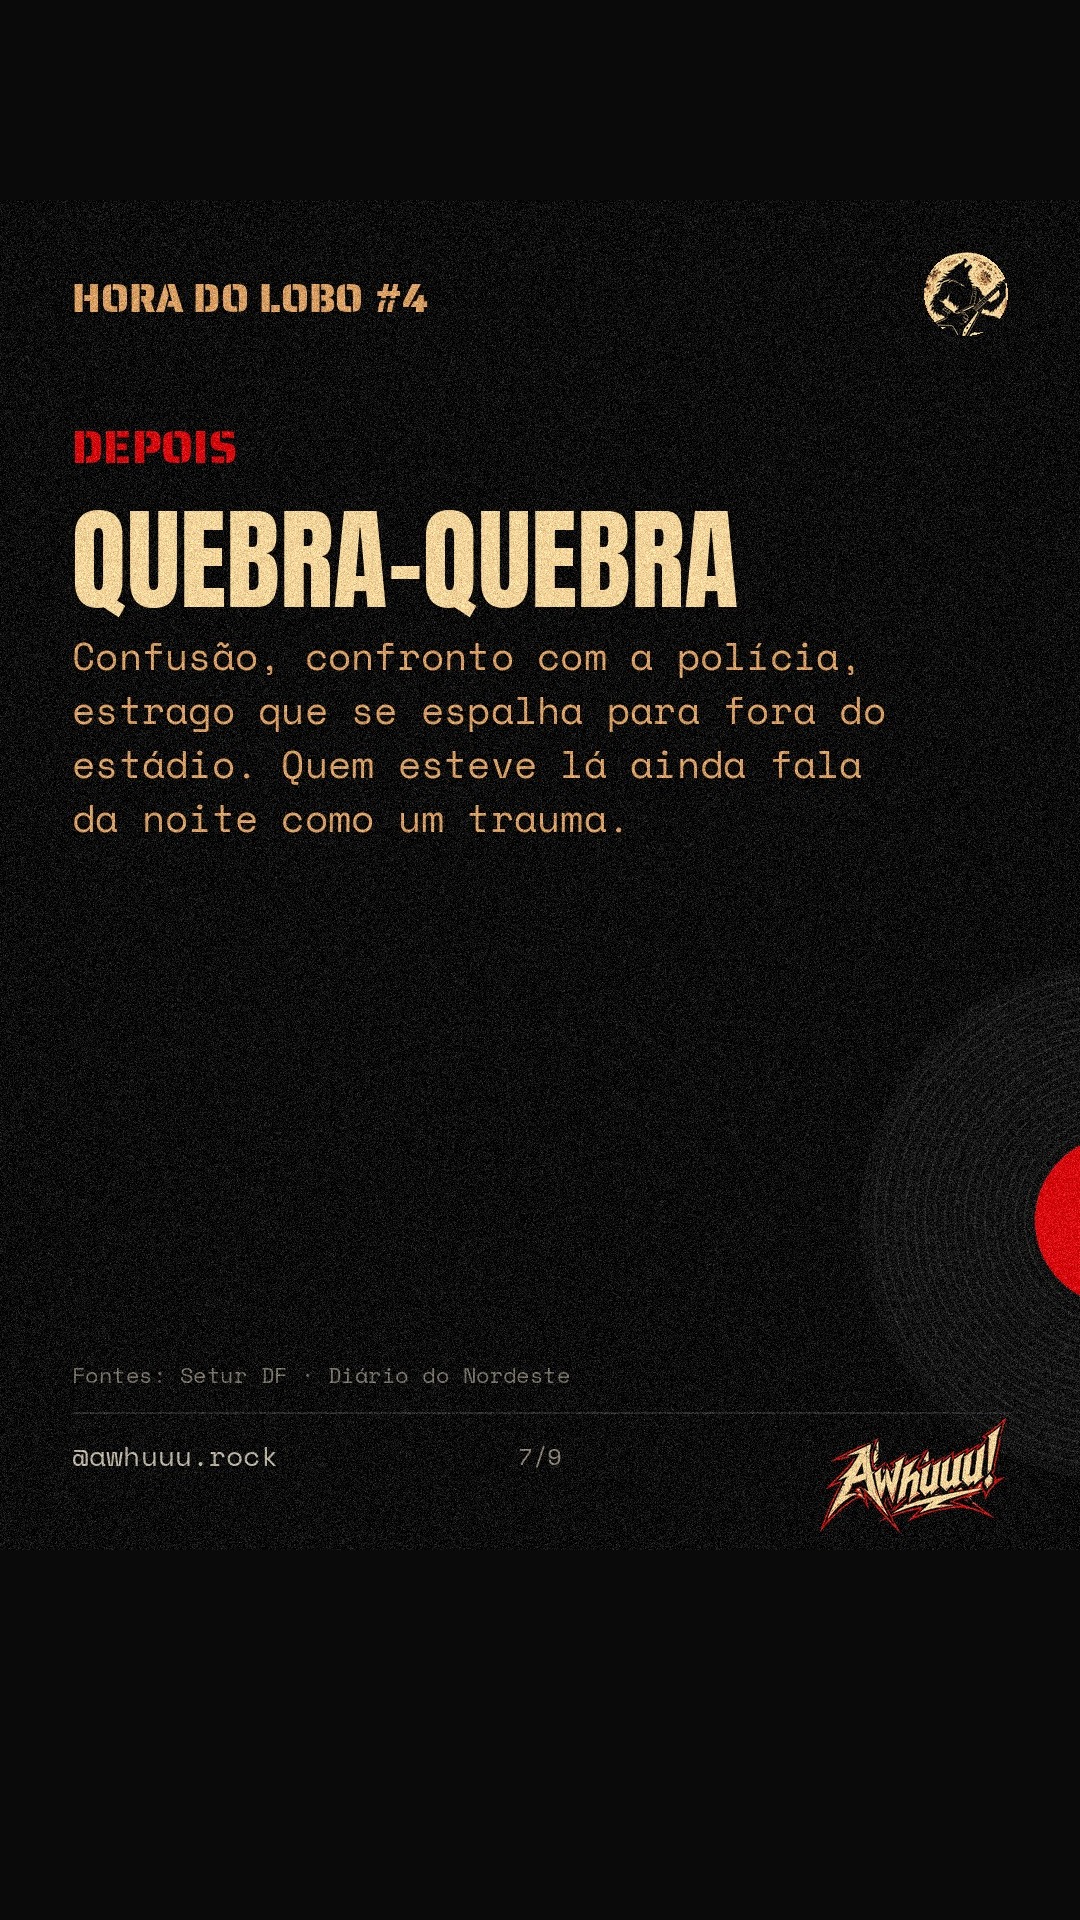 HORA DO LOBO #4
DEPOIS
QUEBRA-QUEBRA
Confusão, confronto com a polícia,
estrago que se espalha para fora do
estádio. Quem esteve lá ainda fala
da noite como um trauma.
Fontes: Setur DF · Diário do Nordeste
@awhuuu.rock
7/9
Awhuuu!